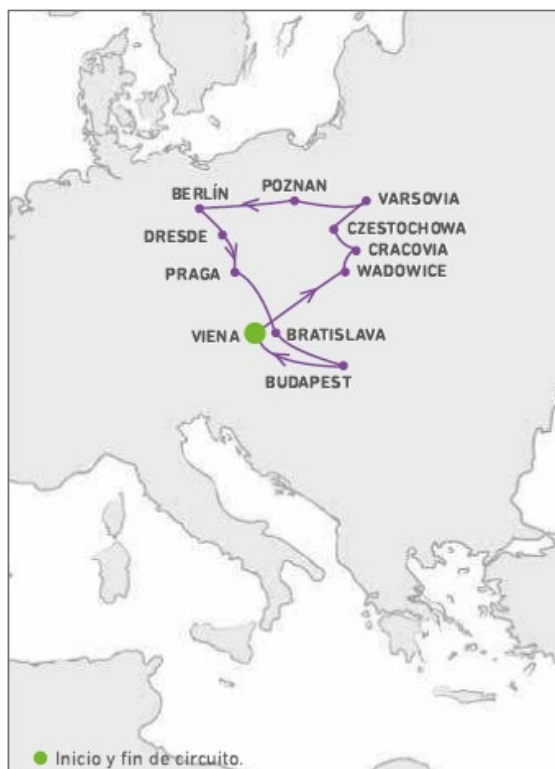 POZNAN
BERLÍN
VARSOVIA
CZESTOCHOWA
DRESDE
CRACOVIA
PRAGA
WADOWICE
VIENA
BRATISLAVA
BUDAPEST
Inicio y fin de circuito.